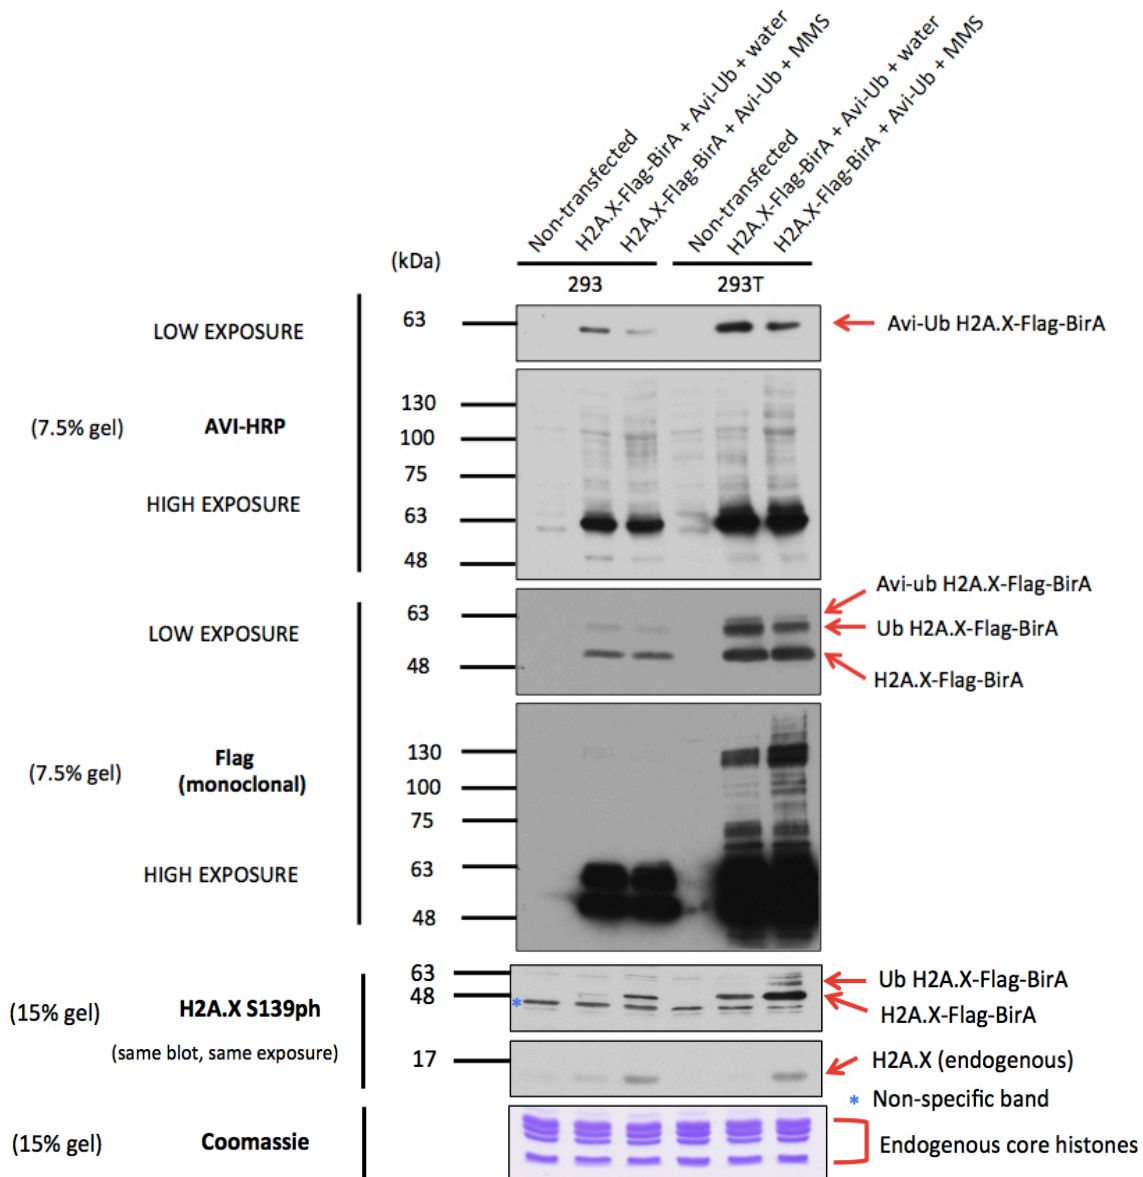 Non-transfected
H2A.X-Flag-BirA + Avi-Ub + water
H2A.X-Flag-BirA + Avi-Ub + MMS
Non-transfected
H2A.X-Flag-BirA + Avi-Ub + water
H2A.X-Flag-BirA + Avi-Ub + MMS
(kDa)
293
293T
LOW EXPOSURE
63
Avi-Ub H2A.X-Flag-BirA
(7.5% gel)
AVI-HRP
130
100
75
HIGH EXPOSURE
63
48
Avi-ub H2A.X-Flag-BirA
LOW EXPOSURE
63
Ub H2A.X-Flag-BirA
48
H2A.X-Flag-BirA
(7.5% gel)
Flag
(monoclonal)
130
100
75
HIGH EXPOSURE
63
48
(15% gel)
H2A.X S139ph
(same blot, same exposure)
63
48
*
Ub H2A.X-Flag-BirA
H2A.X-Flag-BirA
17
H2A.X (endogenous)
* Non-specific band
(15% gel)
Coomassie
Endogenous core histones